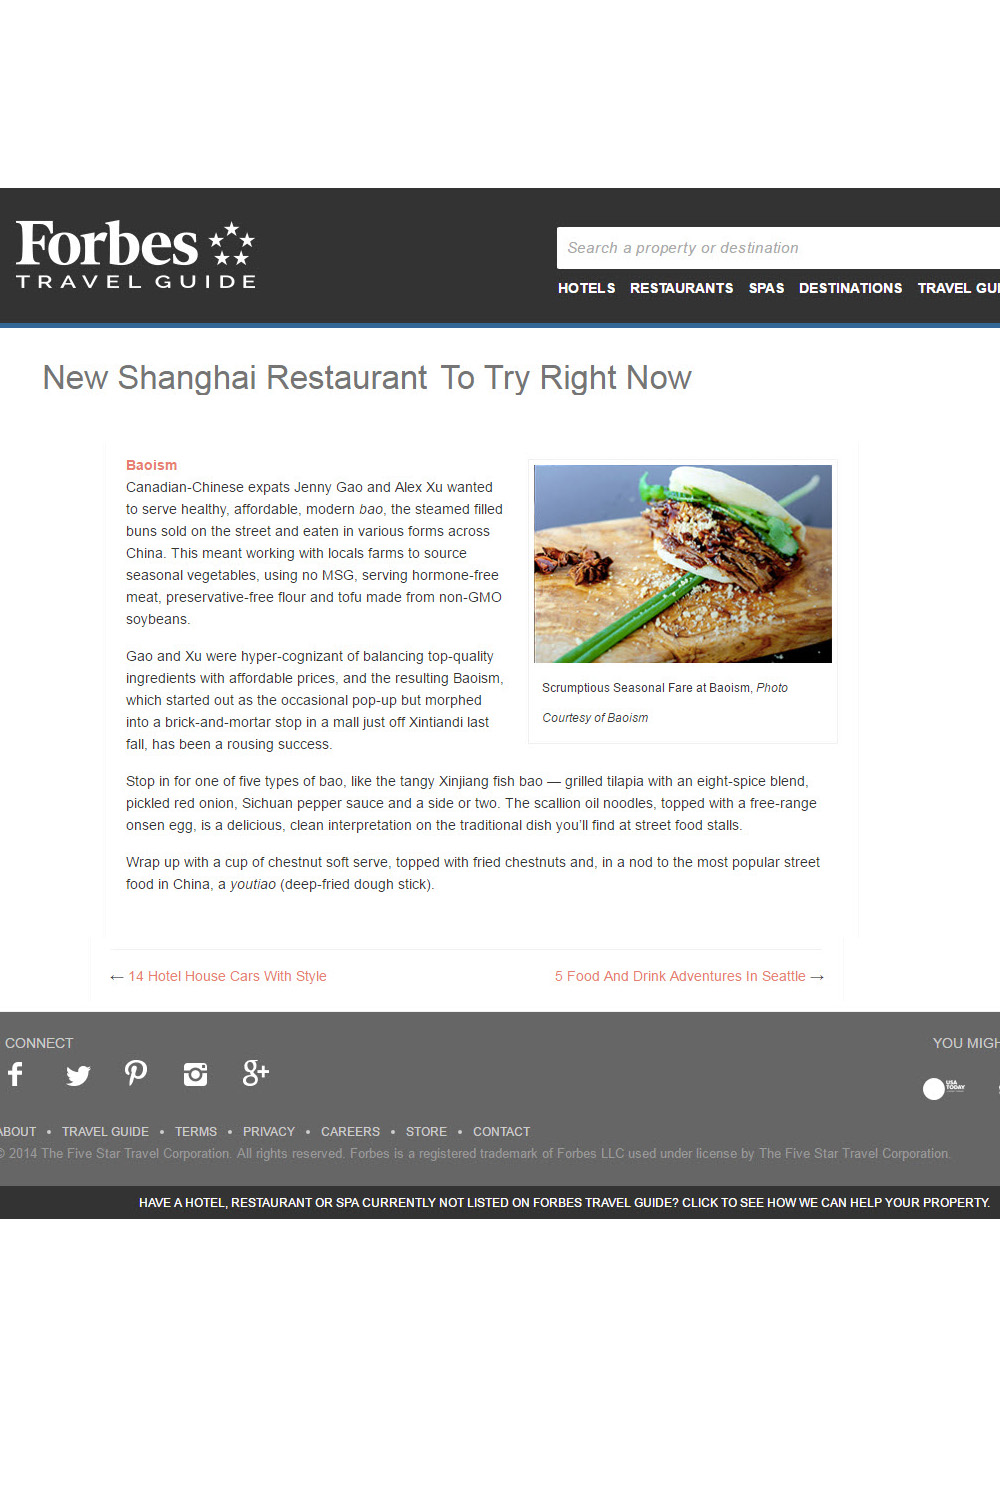 Forbes
TRAVEL GUIDE
Search a property or destination
HOTELS RESTAURANTS SPAS DESTINATIONS TRAVEL GUI
New Shanghai Restaurant To Try Right Now
Baoism
Canadian-Chinese expats Jenny Gao and Alex Xu wanted
to serve healthy, affordable, modern bao, the steamed filled
buns sold on the street and eaten in various forms across
China. This meant working with locals farms to source
seasonal vegetables, using no MSG, serving hormone-free
meat, preservative-free flour and tofu made from non-GMO
soybeans.
Gao and Xu were hyper-cognizant of balancing top-quality
ingredients with affordable prices, and the resulting Baoism,
which started out as the occasional pop-up but morphed
into a brick-and-mortar stop in a mall just off Xintiandi last
fall, has been a rousing success.
Scrumptious Seasonal Fare at Baoism, Photo
Courtesy of Baoism
Stop in for one of five types of bao, like the tangy Xinjiang fish bao — grilled tilapia with an eight-spice blend,
pickled red onion, Sichuan pepper sauce and a side or two. The scallion oil noodles, topped with a free-range
onsen egg, is a delicious, clean interpretation on the traditional dish you'll find at street food stalls.
Wrap up with a cup of chestnut soft serve, topped with fried chestnuts and, in a nod to the most popular street
food in China, a youtiao (deep-fried dough stick).
← 14 Hotel House Cars With Style
5 Food And Drink Adventures In Seattle →
CONNECT
YOU MIGH
USA
TODAY
ABOUT • TRAVEL GUIDE • TERMS • PRIVACY • CAREERS • STORE • CONTACT
© 2014 The Five Star Travel Corporation. All rights reserved. Forbes is a registered trademark of Forbes LLC used under license by The Five Star Travel Corporation.
HAVE A HOTEL, RESTAURANT OR SPA CURRENTLY NOT LISTED ON FORBES TRAVEL GUIDE? CLICK TO SEE HOW WE CAN HELP YOUR PROPERTY.